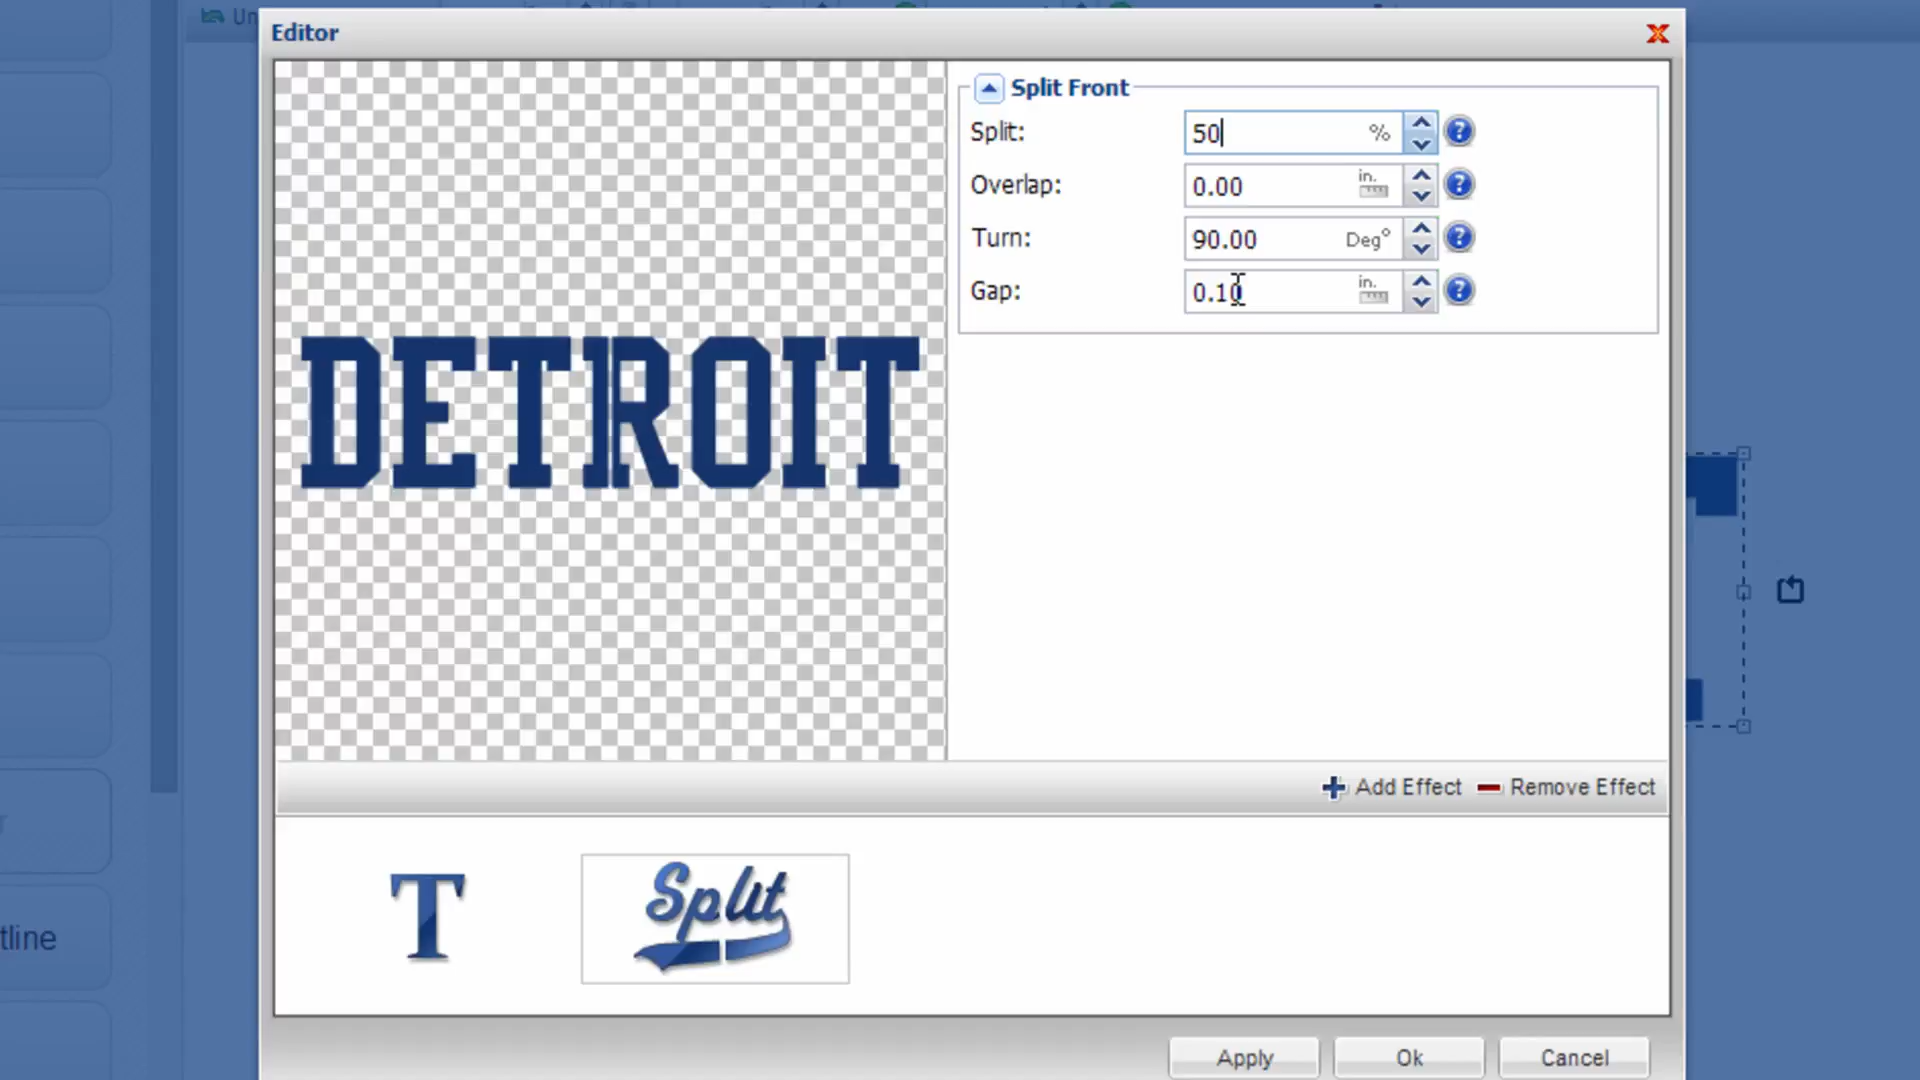 Un
Editor
Split Front
Split:
50
%
Overlap:
0.00
in.
Turn:
90.00
Deg°
Gap:
0.10
in.
DETROIT
Add Effect
Remove Effect
T
Split
tline
Apply
Ok
Cancel